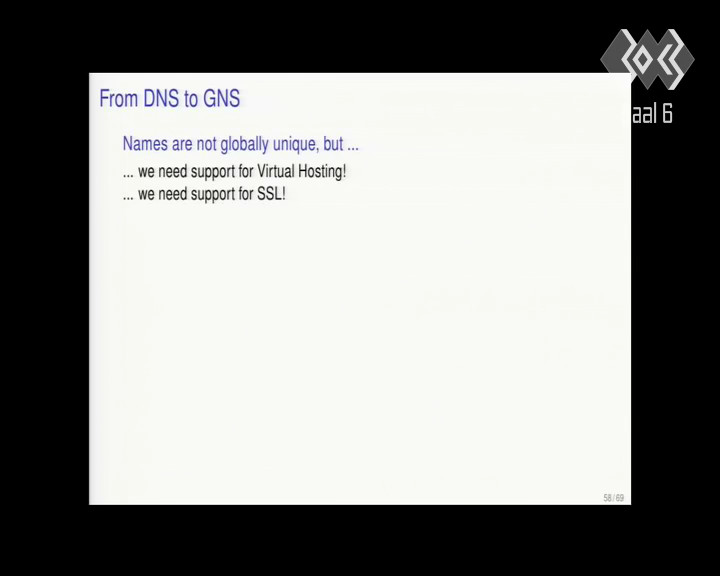 From DNS to GNS
Names are not globally unique, but ...
... we need support for Virtual Hosting!
... we need support for SSL!
58/69
aal 6